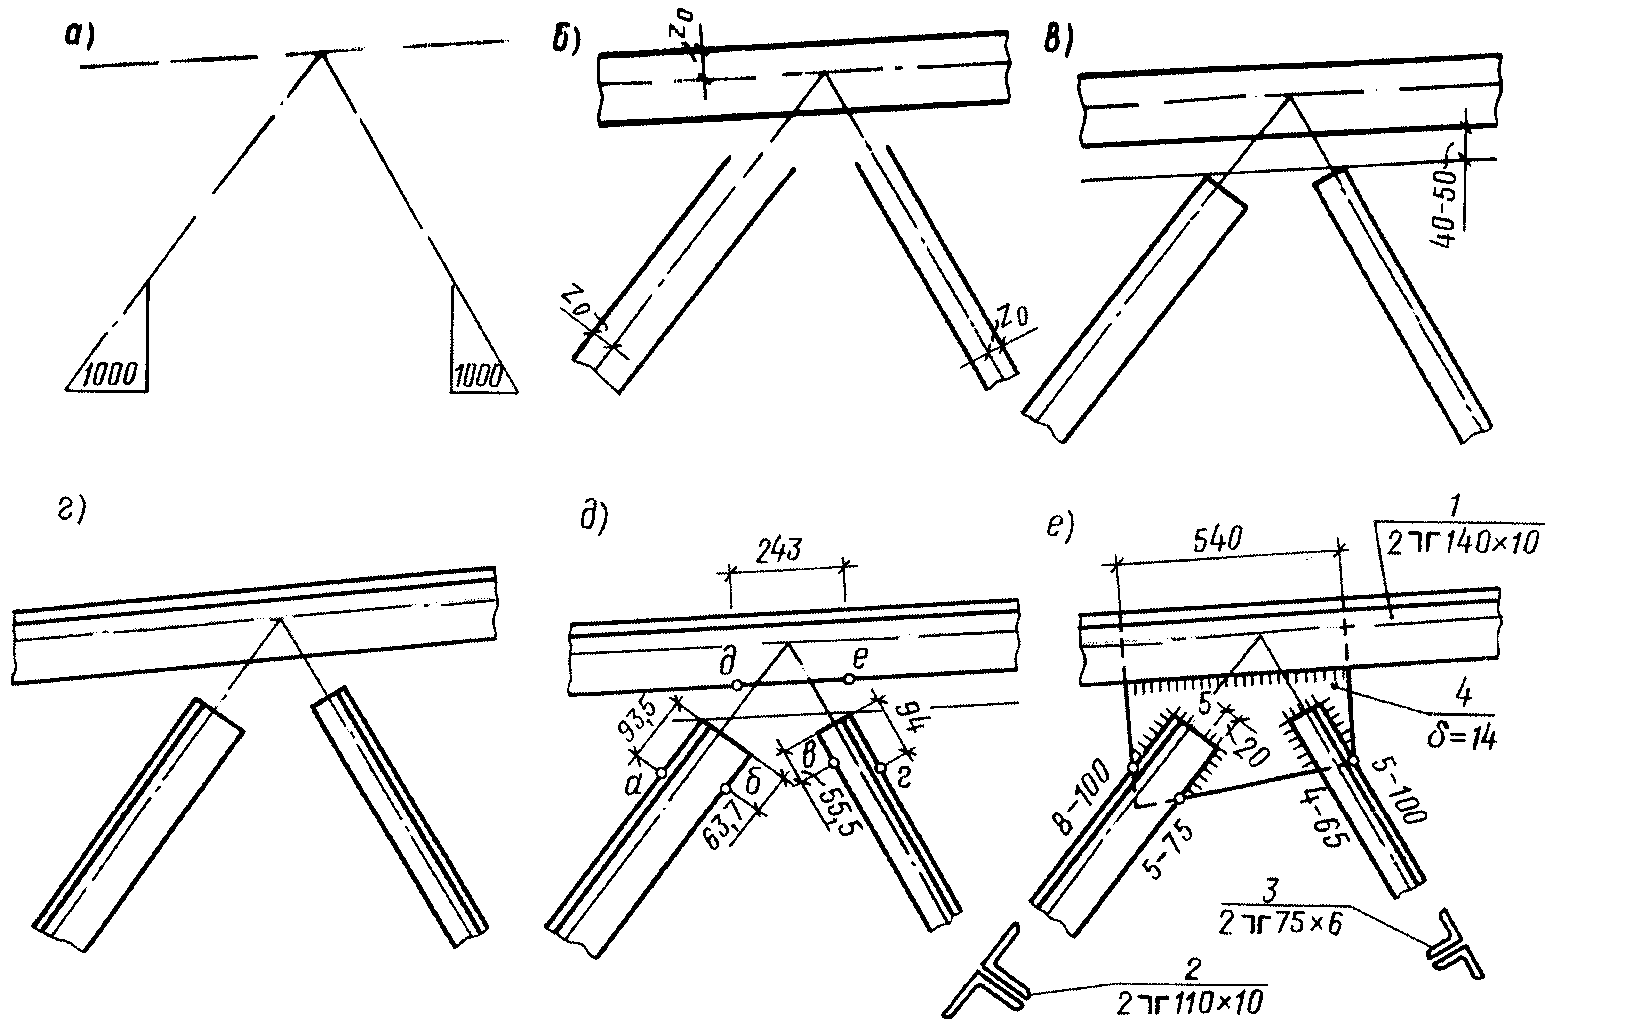 а)
1000
1000
б)
z₀
z₀
z₀
в)
40-50
г)
д)
243
д
е
93,5
94
а
б
в
г
63,7
55,5
е)
540
1
2 ⅂Г 140×10
5
20
4
δ=14
8-100
5-75
4-65
5-100
3
2 ⅂Г 75×6
2
2 ⅂Г 110×10